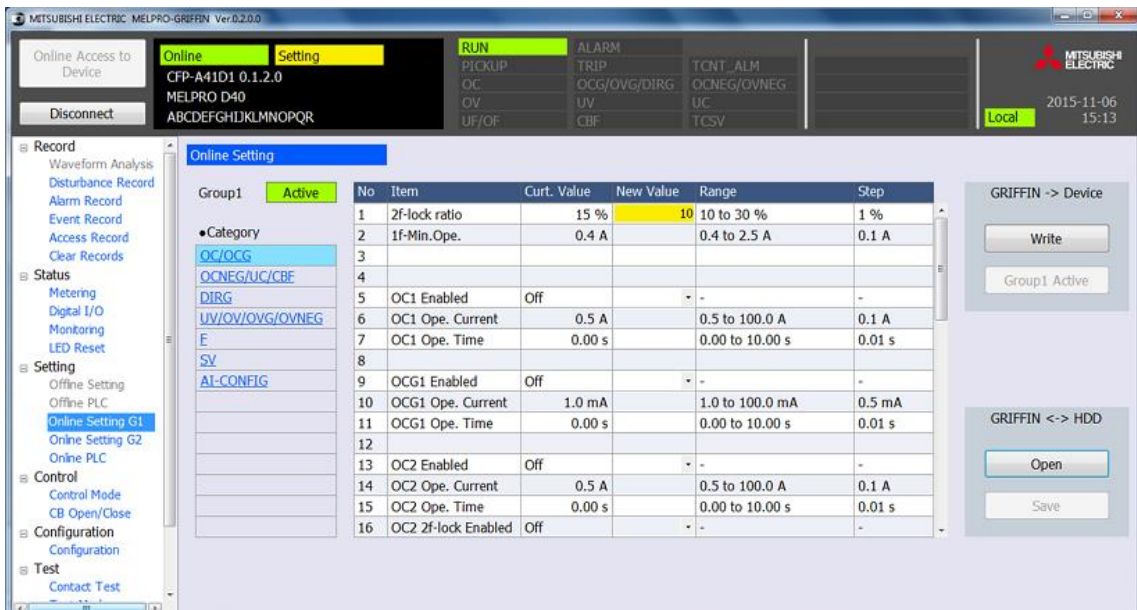 MITSUBISHI ELECTRIC MELPRO-GRIFFIN Ver.0.2.0.0
Online Access to Device
Disconnect
Online Setting
CFP-A41D1 0.1.2.0
MELPRO D40
ABCDEFGHIJKLMNOPQR
RUN ALARM
PICKUP TRIP TCNT_ALM
OC OCG/OVG/DIRG OCNEG/OVNEG
OV UV UC
UF/OF CBF TCSV
MITSUBISHI ELECTRIC
2015-11-06
Local 15:13
Record
Waveform Analysis
Disturbance Record
Alarm Record
Event Record
Access Record
Clear Records
Status
Metering
Digital I/O
Monitoring
LED Reset
Setting
Offline Setting
Offline PLC
Online Setting G1
Online Setting G2
Online PLC
Control
Control Mode
CB Open/Close
Configuration
Configuration
Test
Contact Test
Online Setting
Group1 Active
●Category
OC/OCG
OCNEG/UC/CBF
DIRG
UV/OV/OVG/OVNEG
F
SV
AI-CONFIG
No Item Curt. Value New Value Range Step
1 2f-lock ratio 15 % 10 10 to 30 % 1 %
2 1f-Min.Ope. 0.4 A 0.4 to 2.5 A 0.1 A
3
4
5 OC1 Enabled Off - -
6 OC1 Ope. Current 0.5 A 0.5 to 100.0 A 0.1 A
7 OC1 Ope. Time 0.00 s 0.00 to 10.00 s 0.01 s
8
9 OCG1 Enabled Off - -
10 OCG1 Ope. Current 1.0 mA 1.0 to 100.0 mA 0.5 mA
11 OCG1 Ope. Time 0.00 s 0.00 to 10.00 s 0.01 s
12
13 OC2 Enabled Off - -
14 OC2 Ope. Current 0.5 A 0.5 to 100.0 A 0.1 A
15 OC2 Ope. Time 0.00 s 0.00 to 10.00 s 0.01 s
16 OC2 2f-lock Enabled Off - -
GRIFFIN -> Device
Write
Group1 Active
GRIFFIN <-> HDD
Open
Save